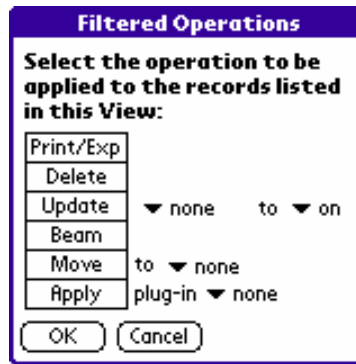 Filtered Operations
Select the operation to be
applied to the records listed
in this View:
Print/Exp
Delete
Update none to on
Beam
Move to none
Apply plug-in none
OK Cancel